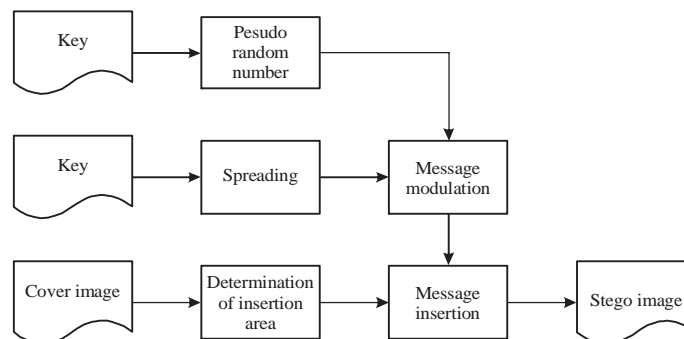 Key
Pesudo
random
number
Key
Spreading
Message
modulation
Cover image
Determination
of insertion
area
Message
insertion
Stego image